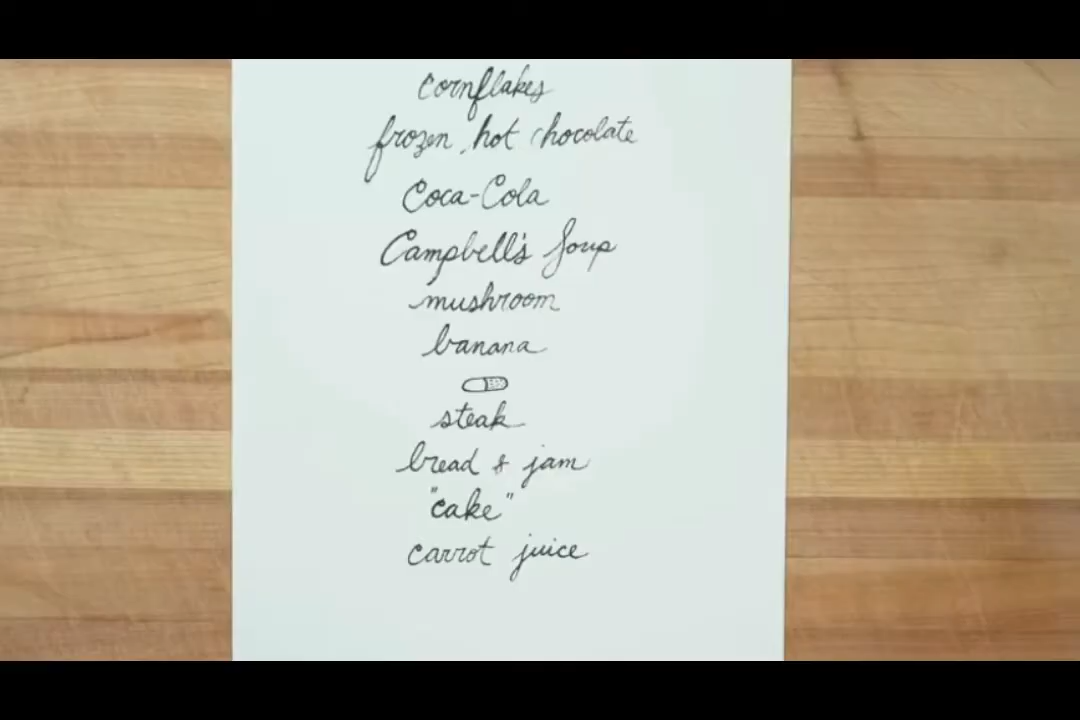 cornflakes
frozen hot chocolate
Coca-Cola
Campbell's Soup
mushroom
banana
steak
bread & jam
"cake"
carrot juice